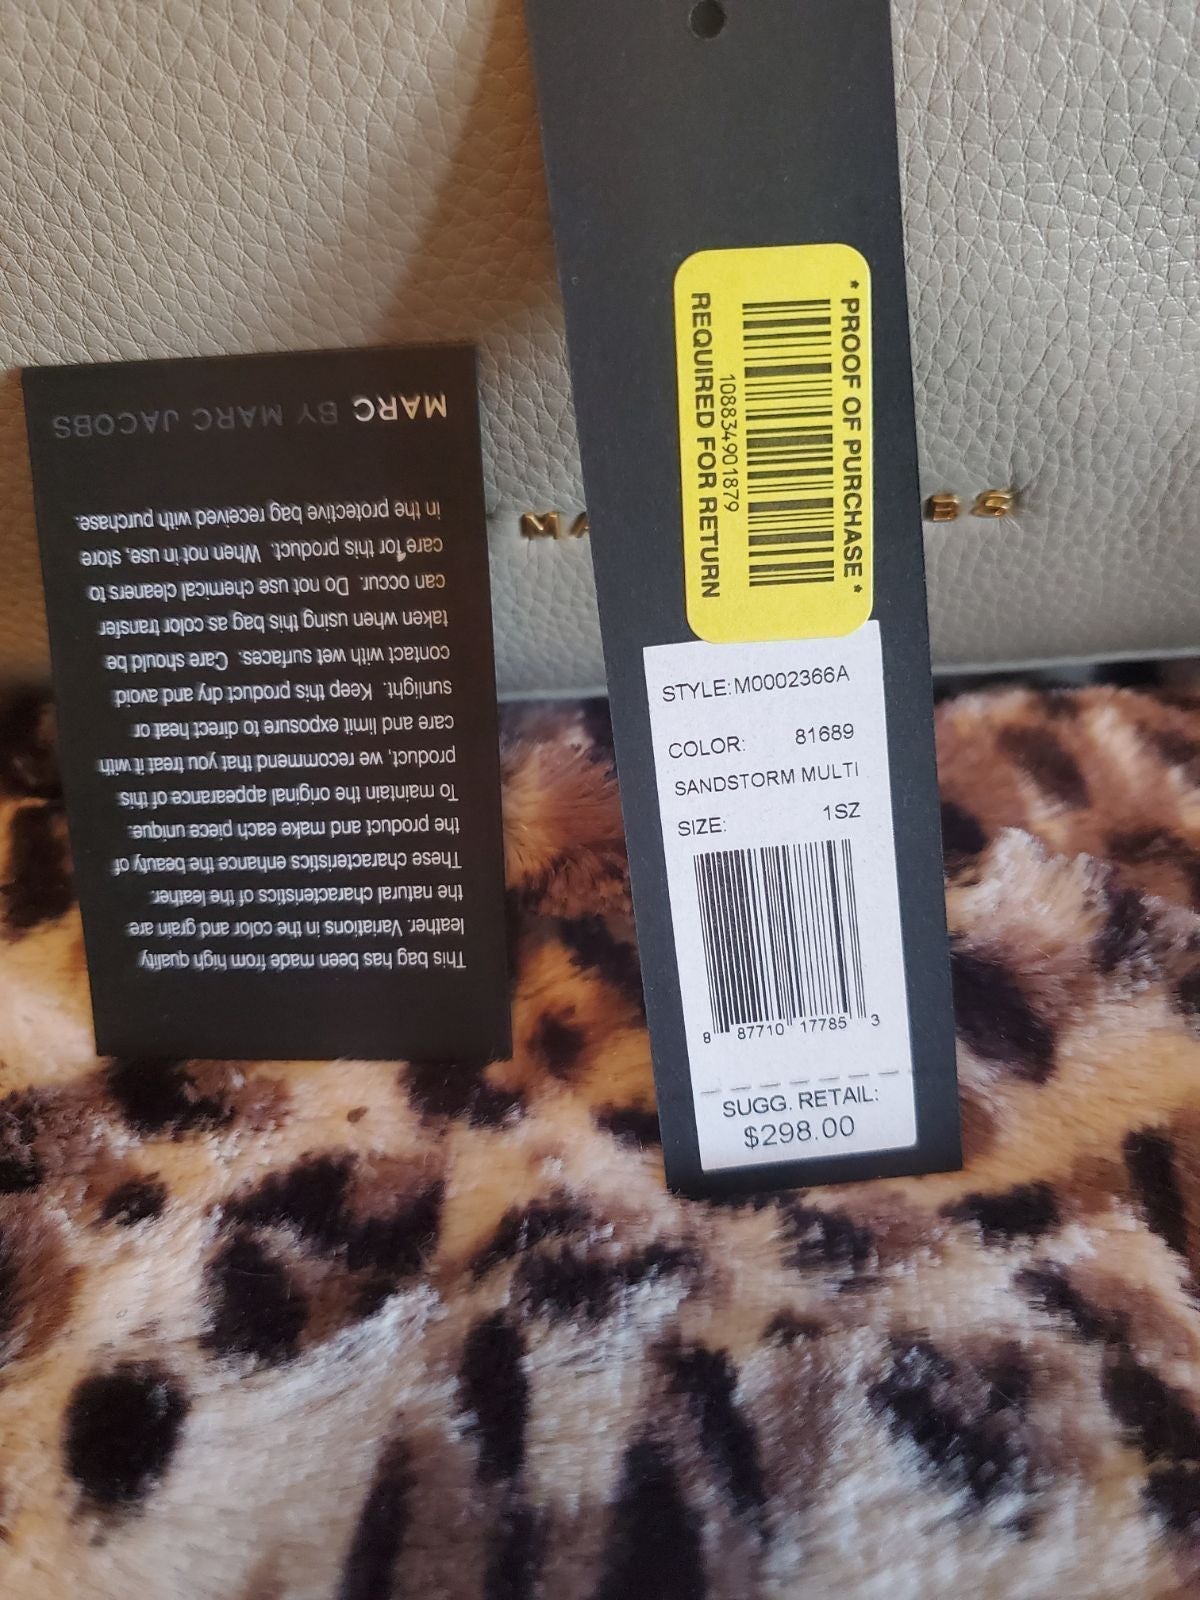 MARC BY MARC JACOBS
This bag has been made from high quality
leather. Variations in the color and grain are
the natural characteristics of the leather.
These characteristics enhance the beauty of
the product and make each piece unique.
To maintain the original appearance of this
product, we recommend that you treat it with
care and limit exposure to direct heat or
sunlight. Keep this product dry and avoid
contact with wet surfaces. Care should be
taken when using this bag as color transfer
can occur. Do not use chemical cleaners to
care for this product. When not in use, store
in the protective bag received with purchase.
* PROOF OF PURCHASE *
108834901879
REQUIRED FOR RETURN
STYLE: M0002366A
COLOR: 81689
SANDSTORM MULTI
SIZE: 1SZ
8 87710 17785 3
SUGG. RETAIL:
$298.00